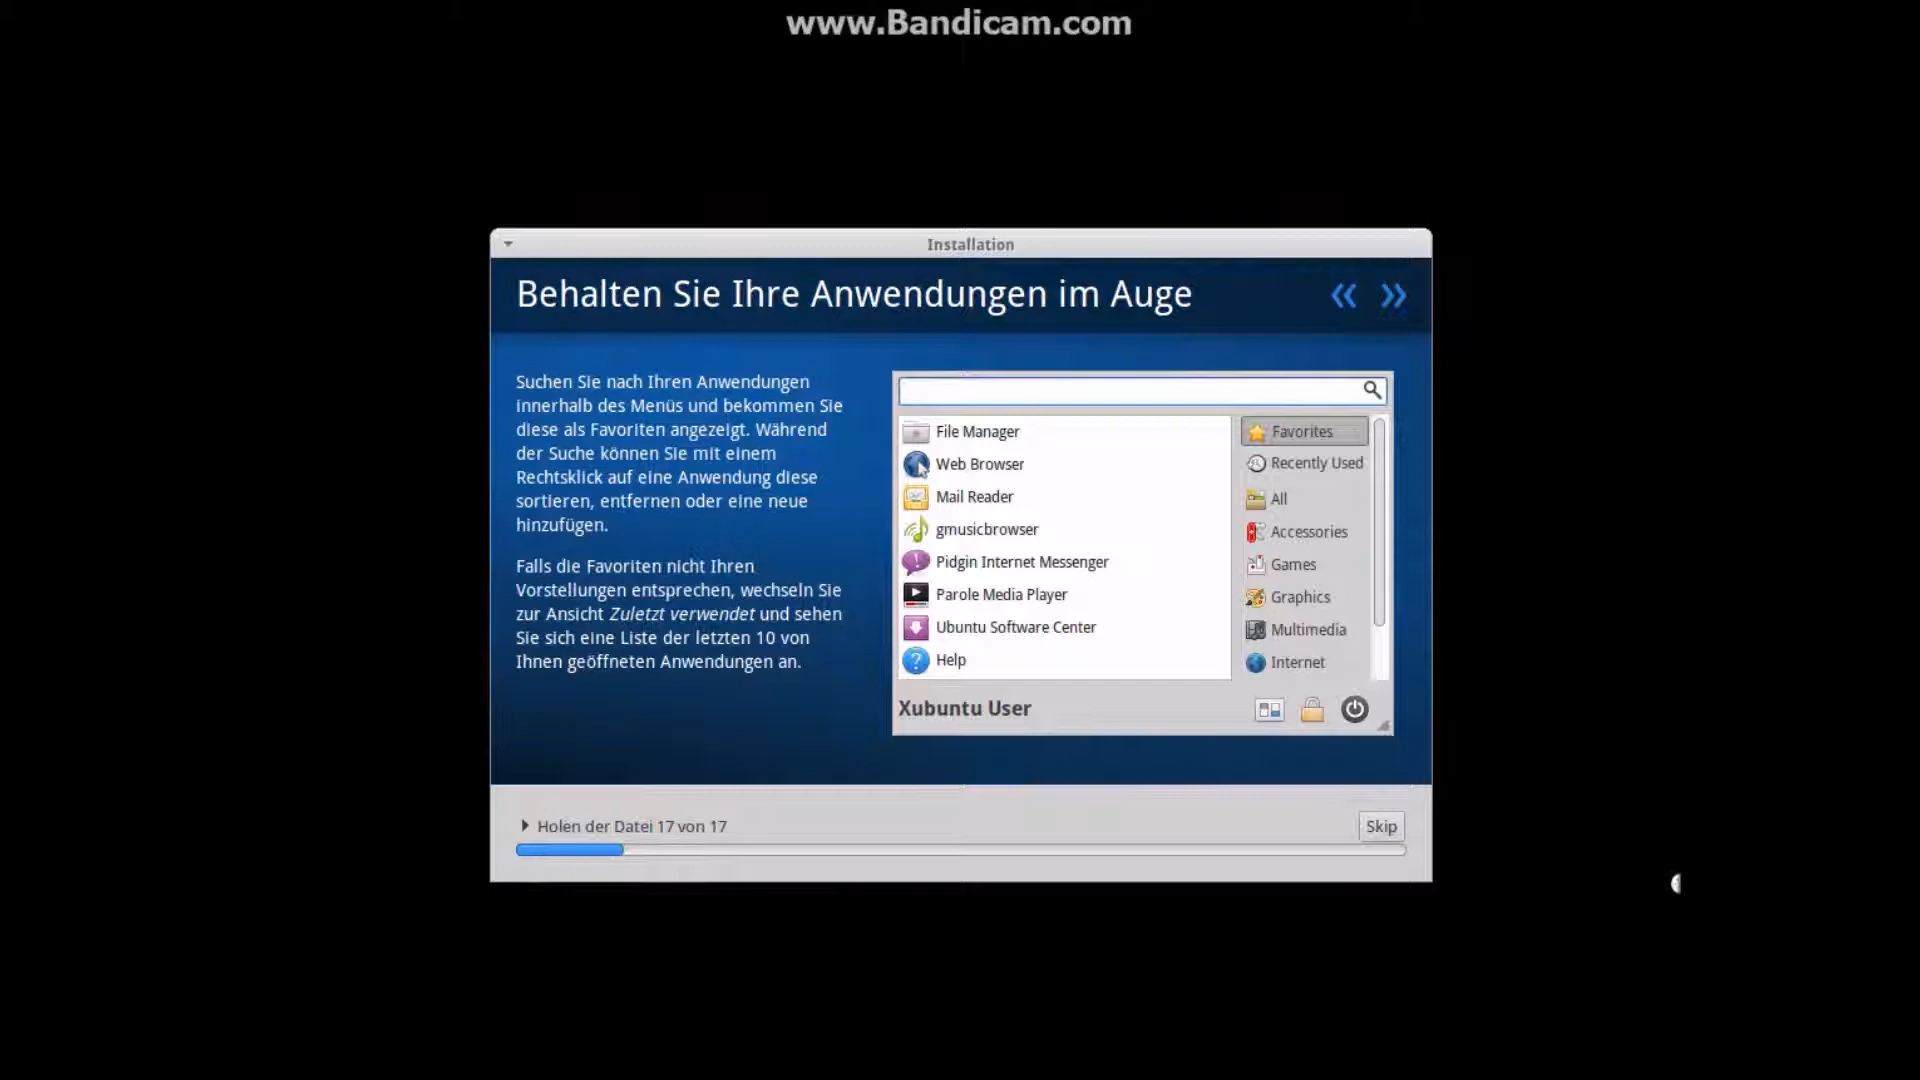 www.Bandicam.com
Installation
Behalten Sie Ihre Anwendungen im Auge
Suchen Sie nach Ihren Anwendungen
innerhalb des Menüs und bekommen Sie
diese als Favoriten angezeigt. Während
der Suche können Sie mit einem
Rechtsklick auf eine Anwendung diese
sortieren, entfernen oder eine neue
hinzufügen.
Falls die Favoriten nicht Ihren
Vorstellungen entsprechen, wechseln Sie
zur Ansicht Zuletzt verwendet und sehen
Sie sich eine Liste der letzten 10 von
Ihnen geöffneten Anwendungen an.
File Manager
Web Browser
Mail Reader
gmusicbrowser
Pidgin Internet Messenger
Parole Media Player
Ubuntu Software Center
Help
Favorites
Recently Used
All
Accessories
Games
Graphics
Multimedia
Internet
Xubuntu User
Holen der Datei 17 von 17
Skip